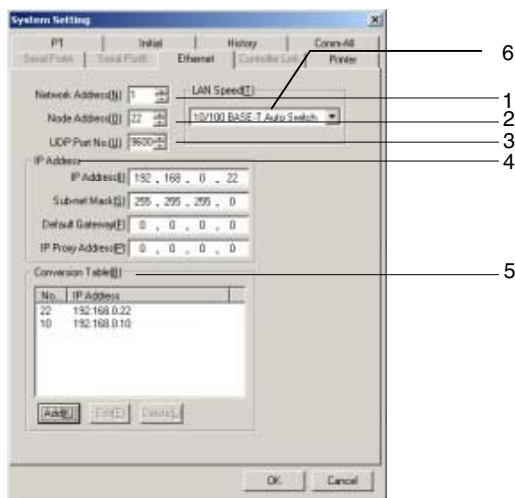 System Setting
PT Initial History Comm-All
Serial PortA Serial PortB Ethernet Controller Link Printer
Network Address(N) 1
LAN Speed(T)
Node Address(D) 22
10/100 BASE-T Auto Switch
UDP Port No.(U) 9600
IP Address
IP Address(I) 192 . 168 . 0 . 22
Sub-net Mask(S) 255 . 255 . 255 . 0
Default Gateway(F) 0 . 0 . 0 . 0
IP Proxy Address(P) 0 . 0 . 0 . 0
Conversion Table(B)
No. IP Address
22 192.168.0.22
10 192.168.0.10
Edit(E)
OK Cancel
6
1
2
3
4
5